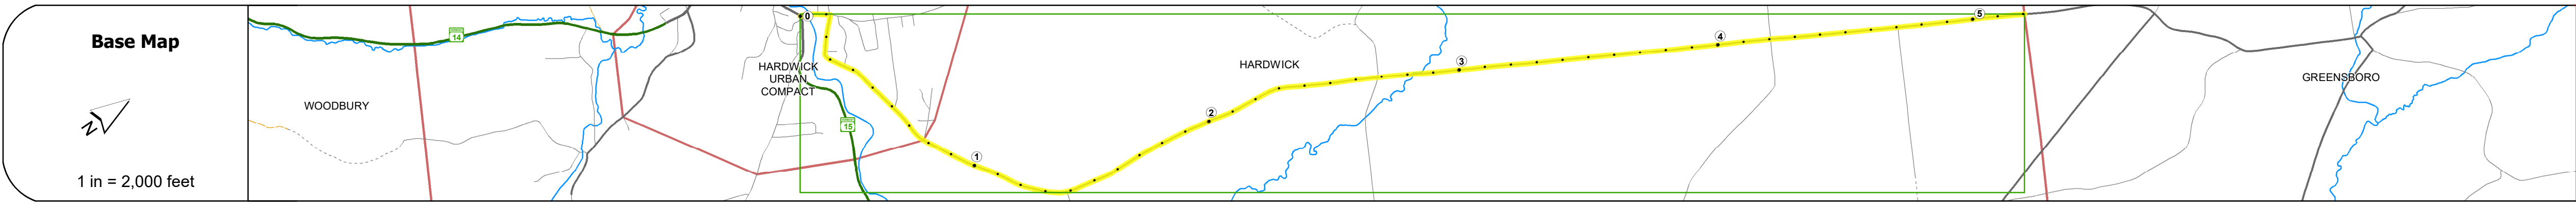 Base Map
N
1 in = 2,000 feet
WOODBURY
14
HARDWICK
URBAN
COMPACT
15
0
1
2
HARDWICK
3
4
5
GREENSBORO